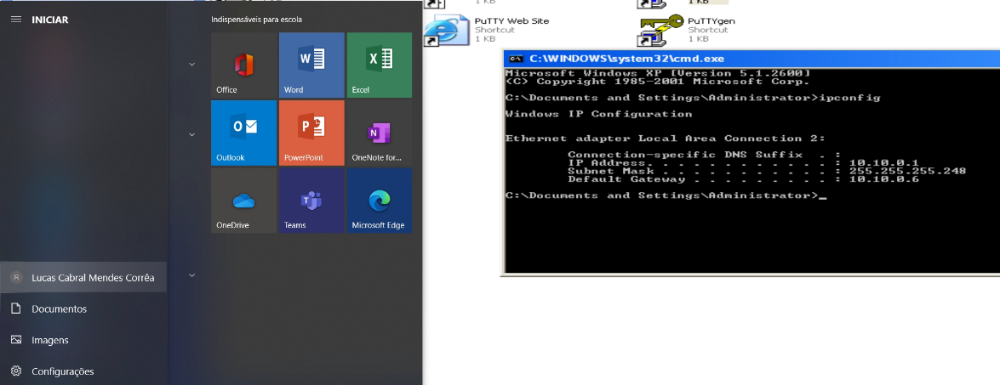 INICIAR
Indispensáveis para escola
Office
Word
Excel
Outlook
PowerPoint
OneNote for...
OneDrive
Teams
Microsoft Edge
Lucas Cabral Mendes Corrêa
Documentos
Imagens
Configurações
1 KB
1 KB
PuTTY Web Site
Shortcut
1 KB
PuTTYgen
Shortcut
1 KB
C:\WINDOWS\system32\cmd.exe
Microsoft Windows XP [Version 5.1.2600]
(C) Copyright 1985-2001 Microsoft Corp.
C:\Documents and Settings\Administrator>ipconfig
Windows IP Configuration
Ethernet adapter Local Area Connection 2:
Connection-specific DNS Suffix . :
IP Address. . . . . . . . . . . . : 10.10.0.1
Subnet Mask . . . . . . . . . . . : 255.255.255.248
Default Gateway . . . . . . . . . : 10.10.0.6
C:\Documents and Settings\Administrator>_